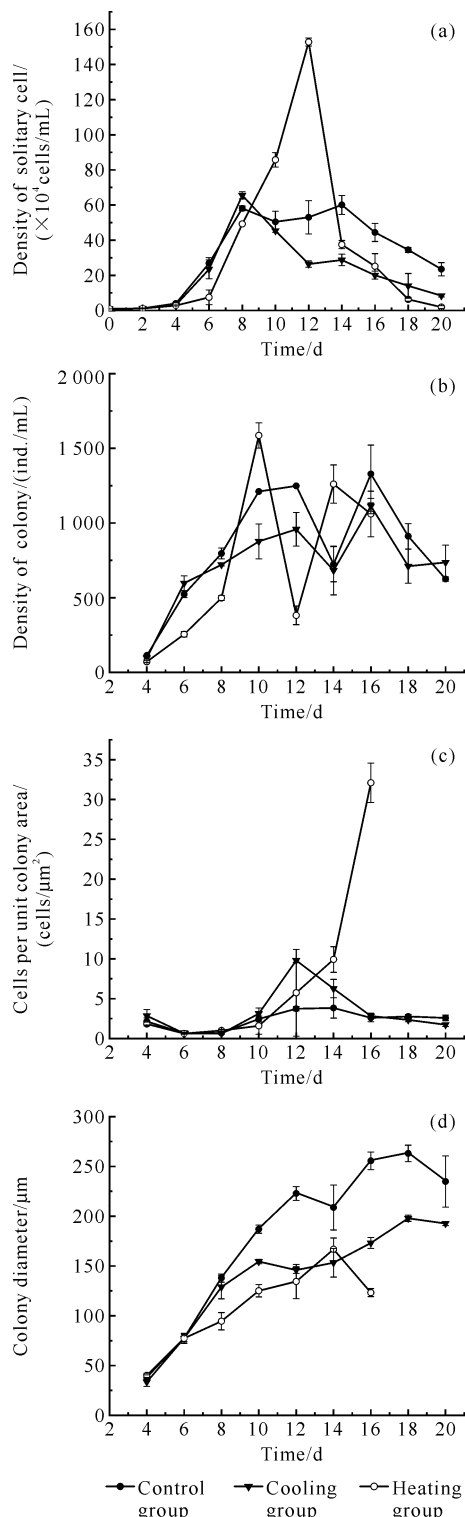 (a)
Density of solitary cell/
(×10⁴cells/mL)
160
140
120
100
80
60
40
20
0
0 2 4 6 8 10 12 14 16 18 20
Time/d
(b)
Density of colony/(ind./mL)
2 000
1 500
1 000
500
0
2 4 6 8 10 12 14 16 18 20
Time/d
(c)
Cells per unit colony area/
(cells/μm²)
35
30
25
20
15
10
5
0
2 4 6 8 10 12 14 16 18 20
Time/d
(d)
Colony diameter/μm
300
250
200
150
100
50
0
2 4 6 8 10 12 14 16 18 20
Time/d
Control group
Cooling group
Heating group